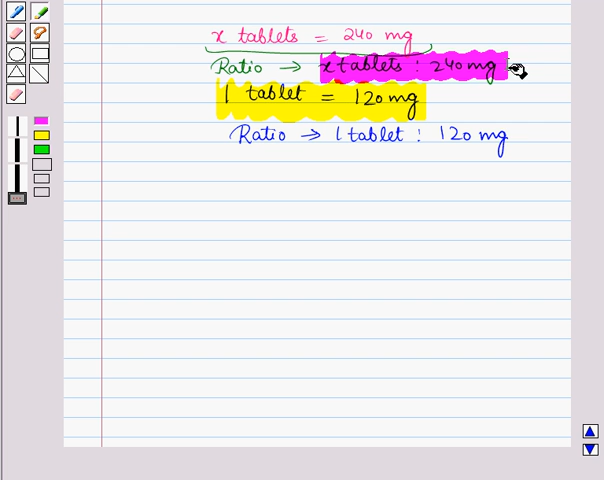 x tablets = 240 mg
Ratio → x tablets : 240 mg
1 tablet = 120 mg
Ratio → 1 tablet : 120 mg